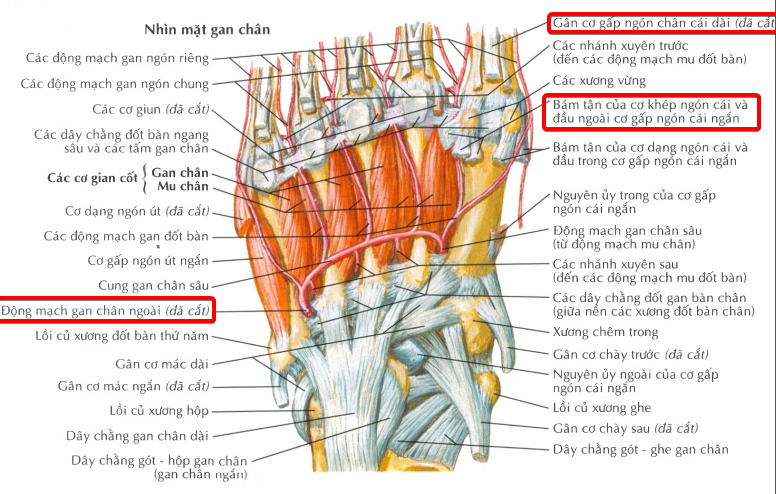 Nhìn mặt gan chân
Các động mạch gan ngón riêng
Các động mạch gan ngón chung
Các cơ giun (đã cắt)
Các dây chằng đốt bàn ngang
sâu và các tấm gan chân
Các cơ gian cốt { Gan chân
Mu chân
Cơ dạng ngón út (đã cắt)
Các động mạch gan đốt bàn
Cơ gấp ngón út ngắn
Cung gan chân sâu
Động mạch gan chân ngoài (đã cắt)
Lồi củ xương đốt bàn thứ năm
Gân cơ mác dài
Gân cơ mác ngắn (đã cắt)
Lồi củ xương hộp
Dây chằng gan chân dài
Dây chằng gót - hộp gan chân
(gan chân ngắn)
Gân cơ gấp ngón chân cái dài (đã cắt
Các nhánh xuyên trước
(đến các động mạch mu đốt bàn)
Các xương vừng
Bám tận của cơ khép ngón cái và
đầu ngoài cơ gấp ngón cái ngắn
Bám tận của cơ dạng ngón cái và
đầu trong cơ gấp ngón cái ngắn
Nguyên ủy trong của cơ gấp
ngón cái ngắn
Động mạch gan chân sâu
(từ động mạch mu chân)
Các nhánh xuyên sau
(đến các động mạch mu đốt bàn)
Các dây chằng đốt gan bàn chân
(giữa nền các xương đốt bàn chân)
Xương chêm trong
Gân cơ chày trước (đã cắt)
Nguyên ủy ngoài của cơ gấp
ngón cái ngắn
Lồi củ xương ghe
Gân cơ chày sau (đã cắt)
Dây chằng gót - ghe gan chân